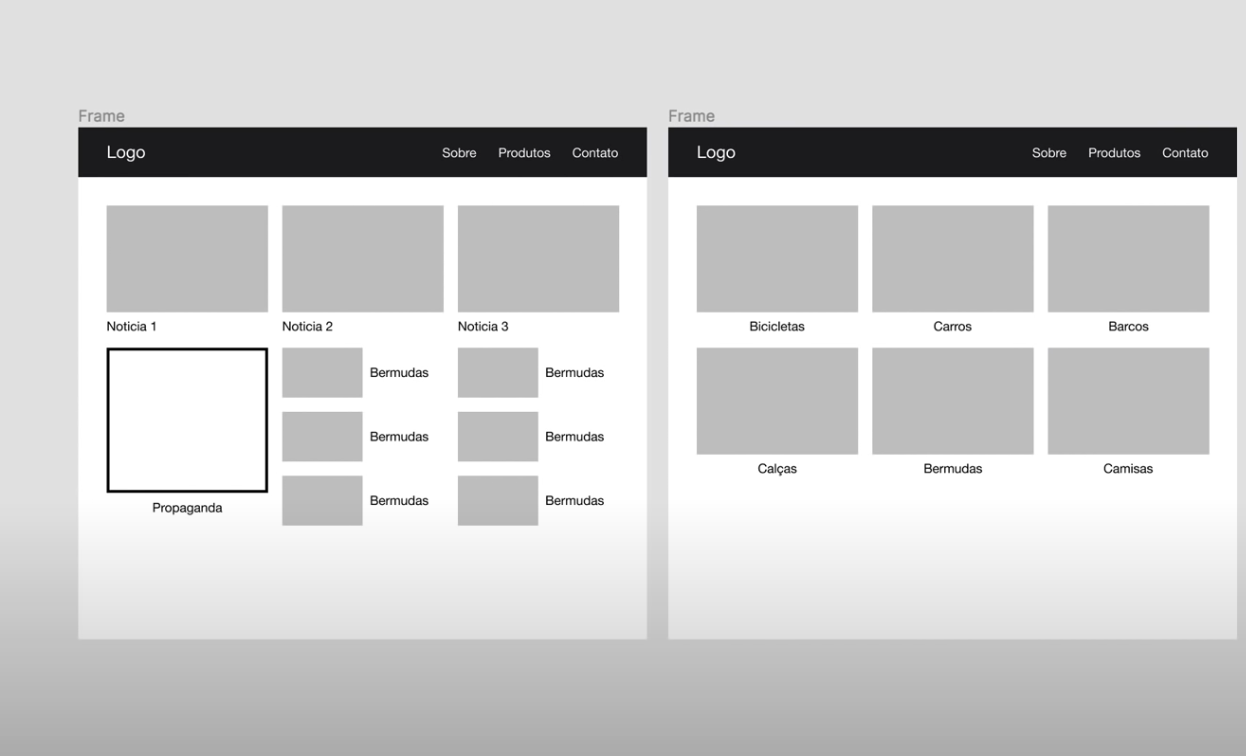 Frame
Logo Sobre Produtos Contato
Noticia 1 Noticia 2 Noticia 3
Bermudas Bermudas
Bermudas Bermudas
Bermudas Bermudas
Propaganda
Frame
Logo Sobre Produtos Contato
Bicicletas Carros Barcos
Calças Bermudas Camisas